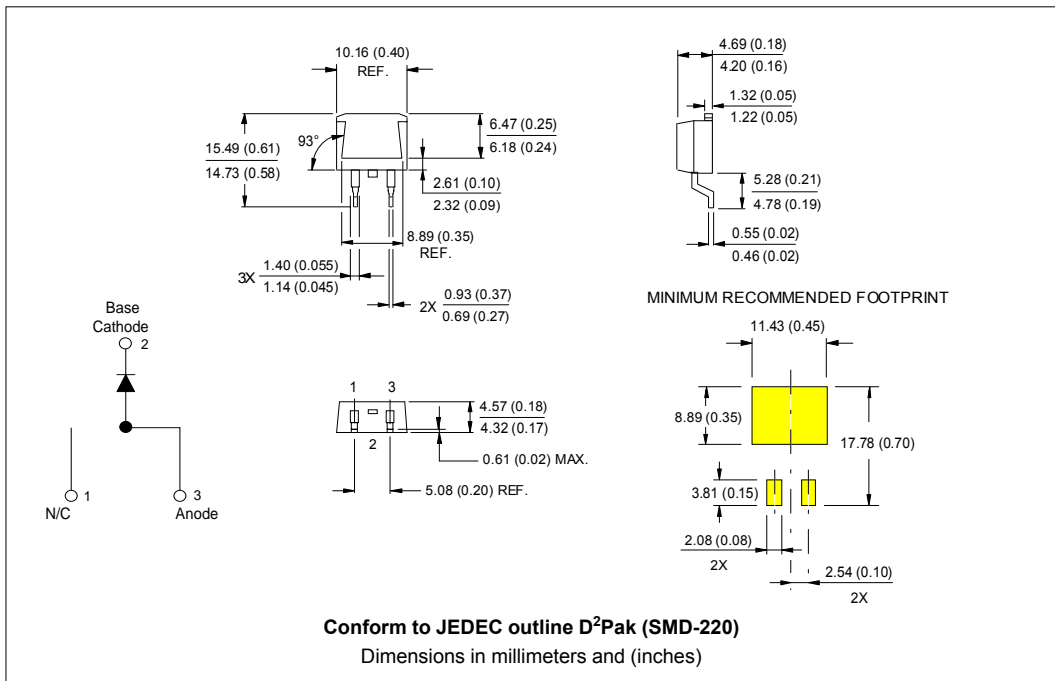 10.16 (0.40)
REF.
15.49 (0.61)
14.73 (0.58)
93°
6.47 (0.25)
6.18 (0.24)
2.61 (0.10)
2.32 (0.09)
8.89 (0.35)
REF.
3X 1.40 (0.055)
1.14 (0.045)
2X 0.93 (0.37)
0.69 (0.27)
4.69 (0.18)
4.20 (0.16)
1.32 (0.05)
1.22 (0.05)
5.28 (0.21)
4.78 (0.19)
0.55 (0.02)
0.46 (0.02)
Base
Cathode
2
1
N/C
3
Anode
1 3
2
4.57 (0.18)
4.32 (0.17)
0.61 (0.02) MAX.
5.08 (0.20) REF.
MINIMUM RECOMMENDED FOOTPRINT
11.43 (0.45)
8.89 (0.35)
17.78 (0.70)
3.81 (0.15)
2.08 (0.08)
2X
2.54 (0.10)
2X
Conform to JEDEC outline D²Pak (SMD-220)
Dimensions in millimeters and (inches)